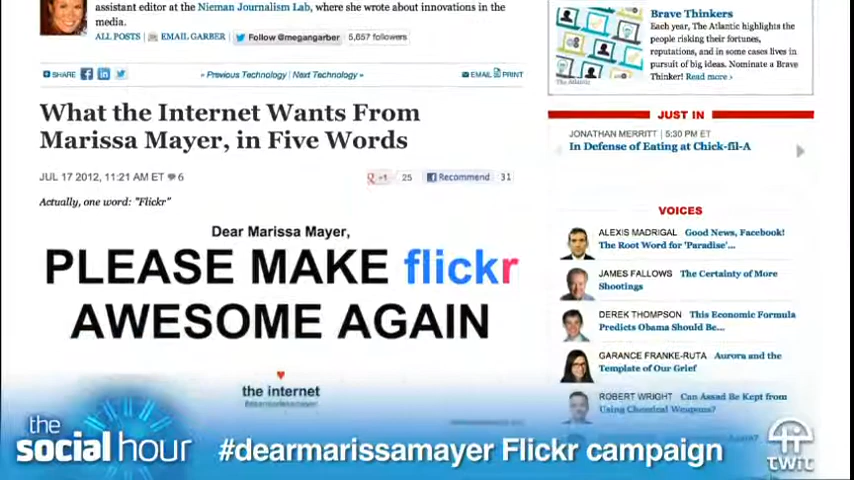 assistant editor at the Nieman Journalism Lab, where she wrote about innovations in the
media.
ALL POSTS | EMAIL GARBER Follow @megangarber 5,657 followers
SHARE « Previous Technology | Next Technology » EMAIL PRINT
What the Internet Wants From
Marissa Mayer, in Five Words
JUL 17 2012, 11:21 AM ET 6
+1 25 Recommend 31
Actually, one word: "Flickr"
Dear Marissa Mayer,
PLEASE MAKE flickr
AWESOME AGAIN
the internet
Brave Thinkers
Each year, The Atlantic highlights the
people risking their fortunes,
reputations, and in some cases lives in
pursuit of big ideas. Nominate a Brave
Thinker! Read more ›
The Atlantic
JUST IN
JONATHAN MERRITT | 5:30 PM ET
In Defense of Eating at Chick-fil-A
VOICES
ALEXIS MADRIGAL Good News, Facebook!
The Root Word for 'Paradise'...
JAMES FALLOWS The Certainty of More
Shootings
DEREK THOMPSON This Economic Formula
Predicts Obama Should Be...
GARANCE FRANKE-RUTA Aurora and the
Template of Our Grief
ROBERT WRIGHT Can Assad Be Kept from
Using Chemical Weapons?
the
social hour
#dearmarissamayer Flickr campaign
TWiT